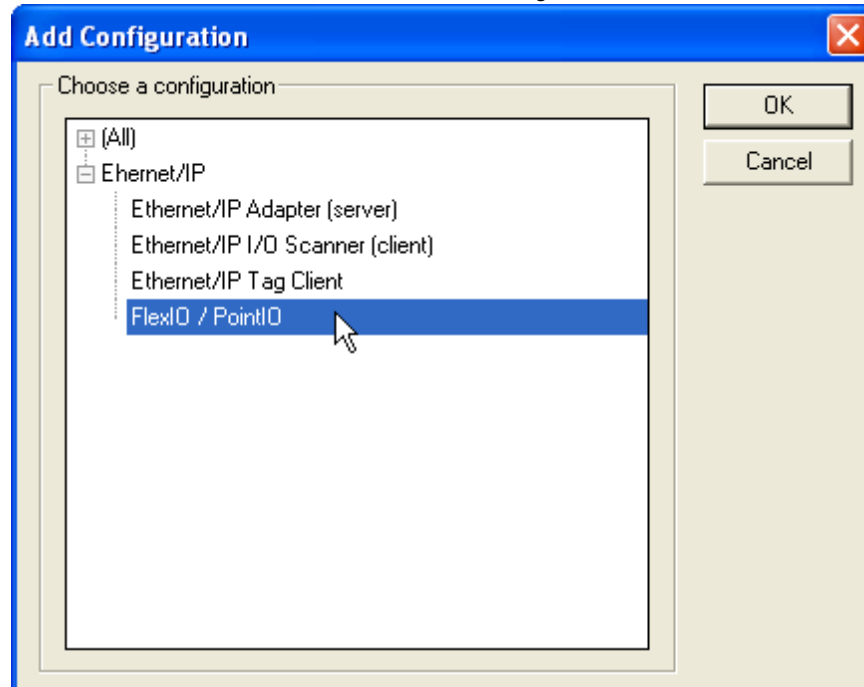 Add Configuration
Choose a configuration
OK
Cancel
(All)
Ehernet/IP
Ethernet/IP Adapter (server)
Ethernet/IP I/O Scanner (client)
Ethernet/IP Tag Client
FlexIO / PointIO